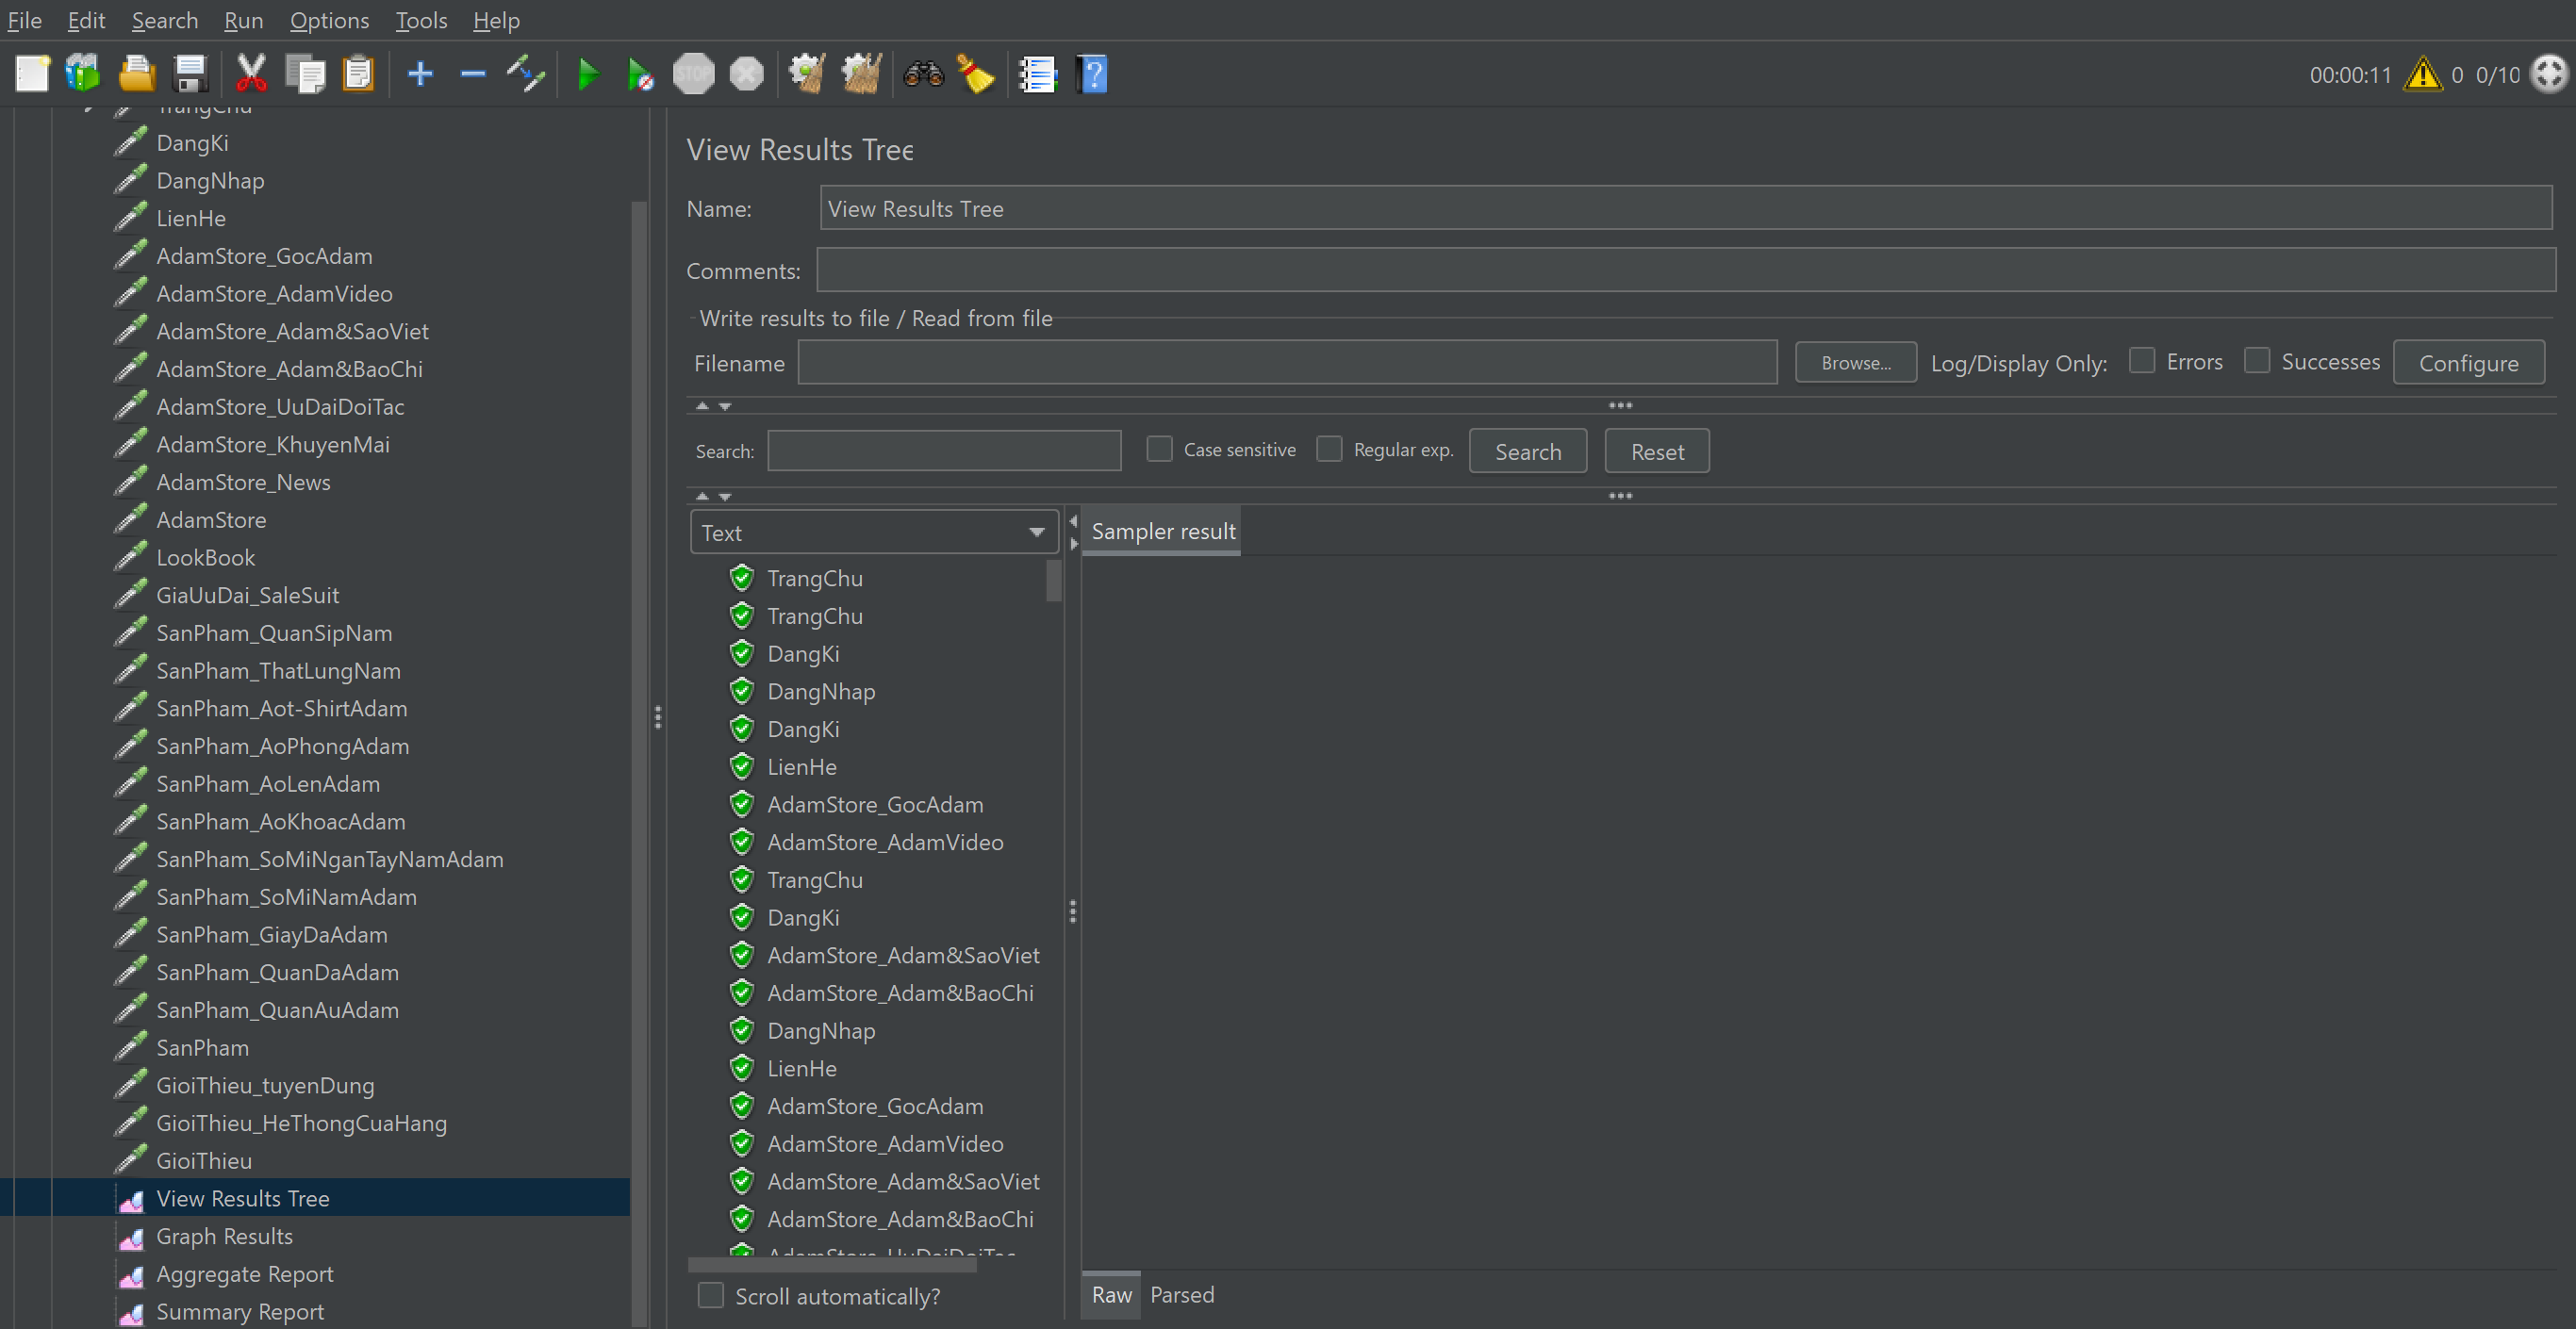 File Edit Search Run Options Tools Help
00:00:11 0 0/10
TrangChu
DangKi
DangNhap
LienHe
AdamStore_GocAdam
AdamStore_AdamVideo
AdamStore_Adam&SaoViet
AdamStore_Adam&BaoChi
AdamStore_UuDaiDoiTac
AdamStore_KhuyenMai
AdamStore_News
AdamStore
LookBook
GiaUuDai_SaleSuit
SanPham_QuanSipNam
SanPham_ThatLungNam
SanPham_Aot-ShirtAdam
SanPham_AoPhongAdam
SanPham_AoLenAdam
SanPham_AoKhoacAdam
SanPham_SoMiNganTayNamAdam
SanPham_SoMiNamAdam
SanPham_GiayDaAdam
SanPham_QuanDaAdam
SanPham_QuanAuAdam
SanPham
GioiThieu_tuyenDung
GioiThieu_HeThongCuaHang
GioiThieu
View Results Tree
Graph Results
Aggregate Report
Summary Report
View Results Tree
Name: View Results Tree
Comments:
Write results to file / Read from file
Filename Browse... Log/Display Only: Errors Successes Configure
Search: Case sensitive Regular exp. Search Reset
Text
TrangChu
TrangChu
DangKi
DangNhap
DangKi
LienHe
AdamStore_GocAdam
AdamStore_AdamVideo
TrangChu
DangKi
AdamStore_Adam&SaoViet
AdamStore_Adam&BaoChi
DangNhap
LienHe
AdamStore_GocAdam
AdamStore_AdamVideo
AdamStore_Adam&SaoViet
AdamStore_Adam&BaoChi
AdamStore_UuDaiDoiTac
Scroll automatically?
Sampler result
Raw Parsed